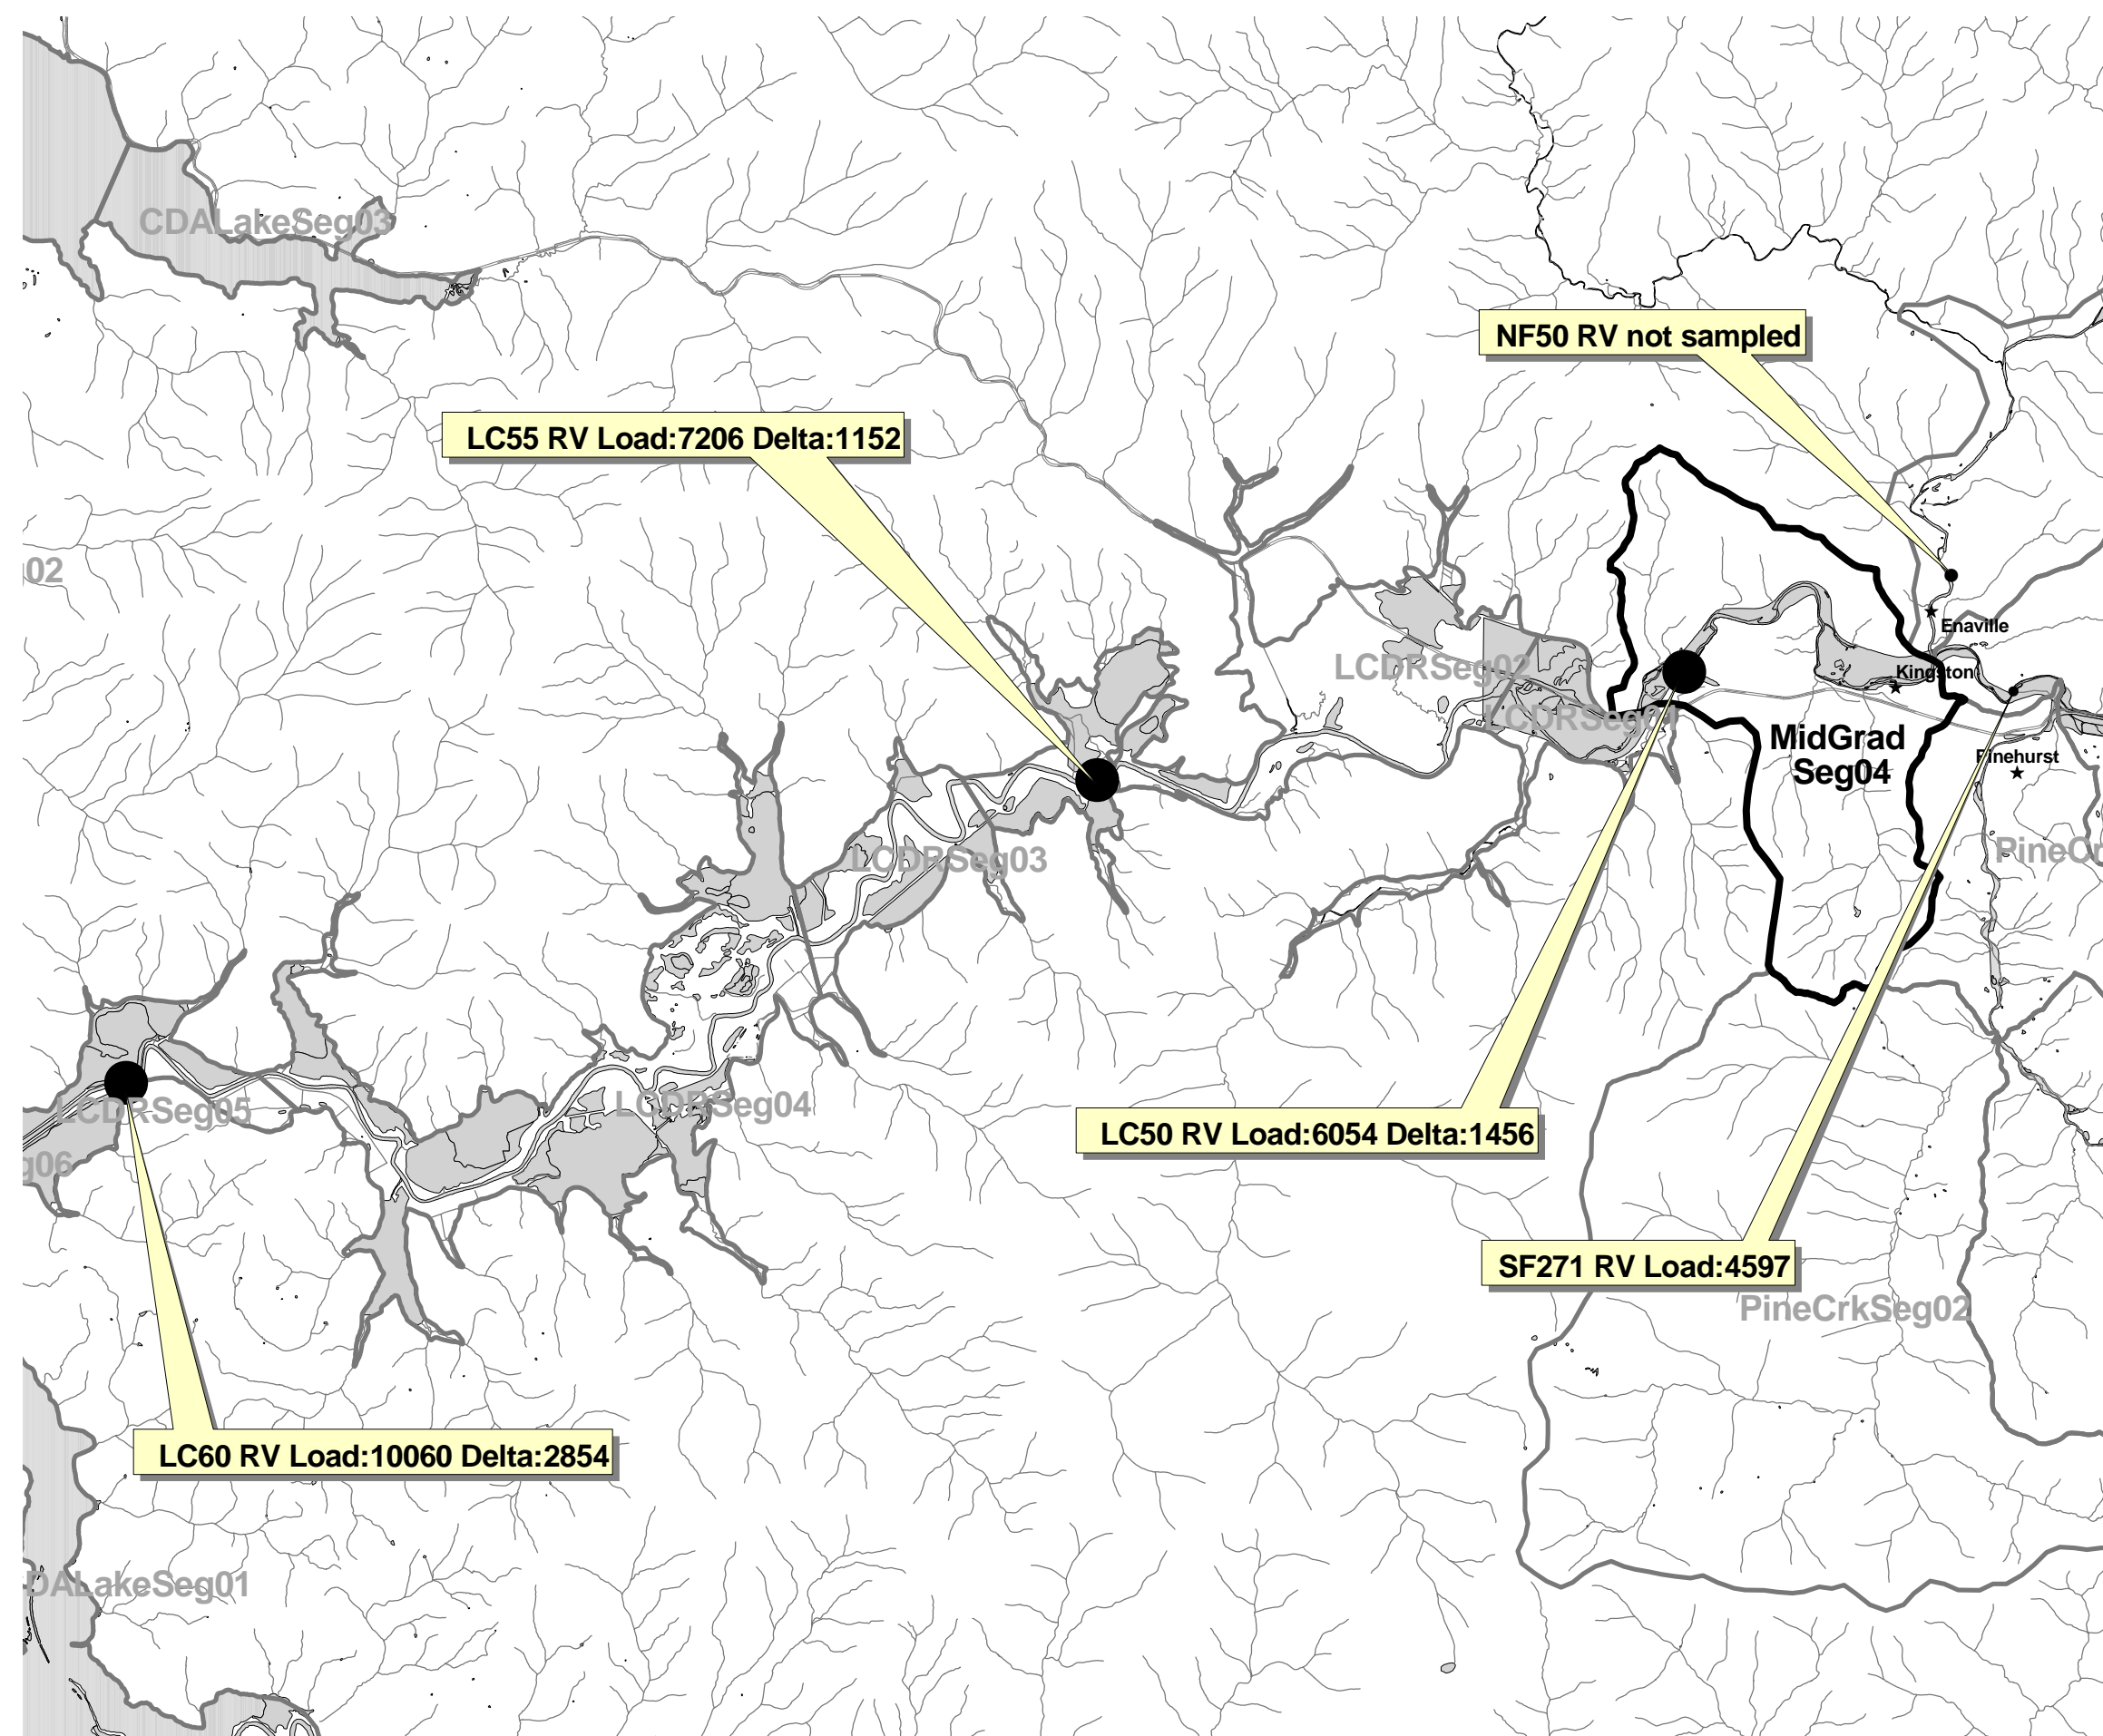 CDALakeSeg03
NF50 RV not sampled
LC55 RV Load:7206 Delta:1152
02
Enaville
LCDRSeg02
Kingston
LCDRSeg01
MidGrad
Seg04
Pinehurst
PineCr
LCDRSeg03
LCDRSeg04
LCDRSeg05
LC50 RV Load:6054 Delta:1456
g06
SF271 RV Load:4597
PineCrkSeg02
LC60 RV Load:10060 Delta:2854
DALakeSeg01